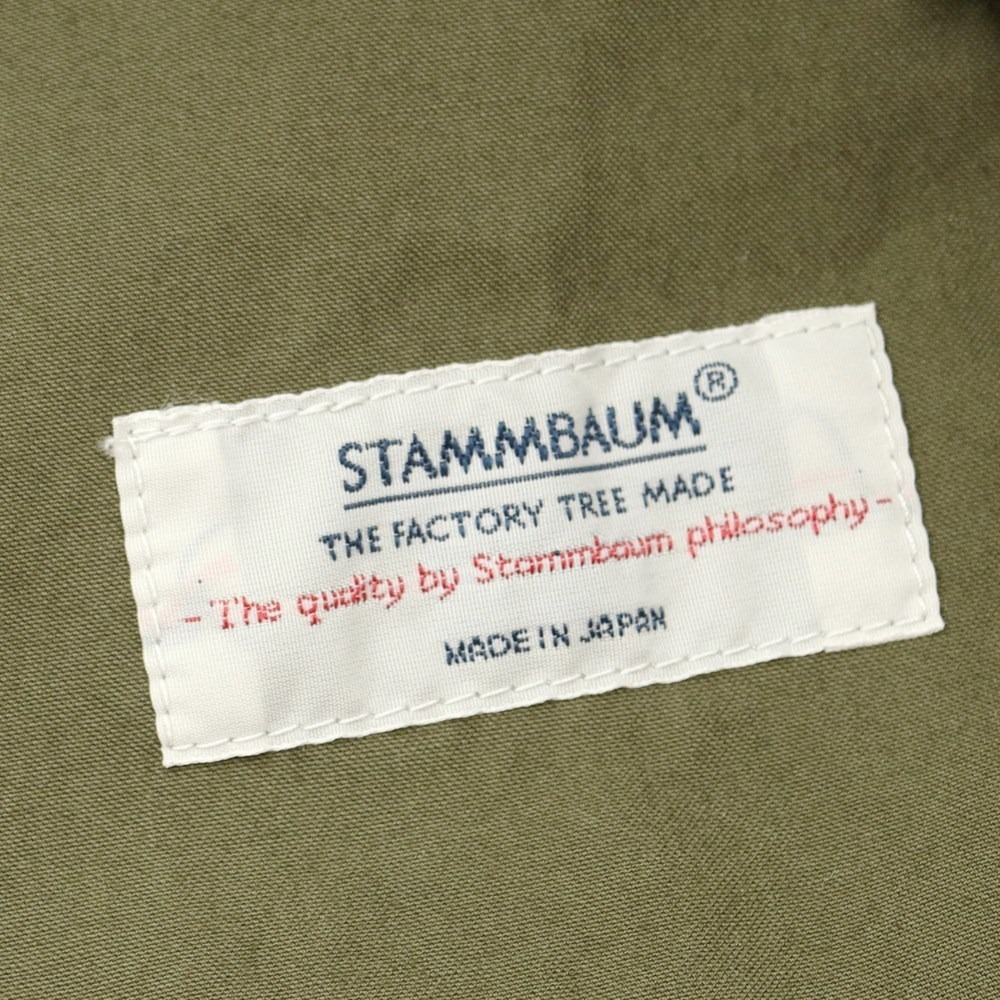 STAMMBAUM®
THE FACTORY TREE MADE
- The quality by Stammbaum philosophy -
MADE IN JAPAN